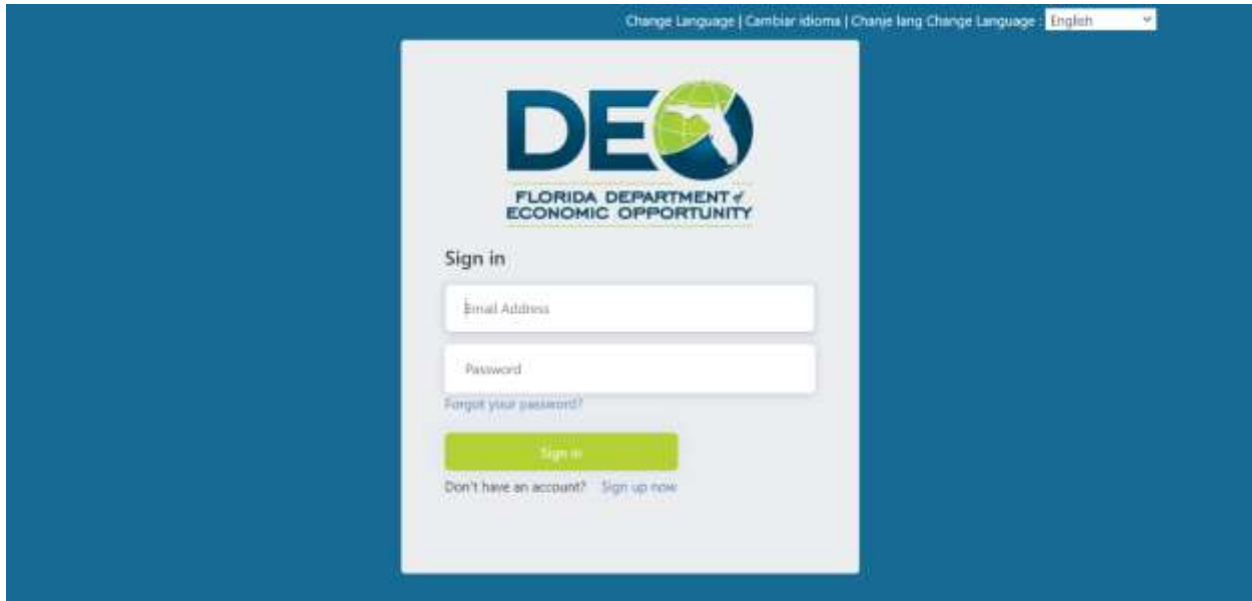 Change Language | Cambiar idioma | Chanje lang Change Language : English
DEO
FLORIDA DEPARTMENT of
ECONOMIC OPPORTUNITY
Sign in
Email Address
Password
Forgot your password?
Sign in
Don't have an account? Sign up now